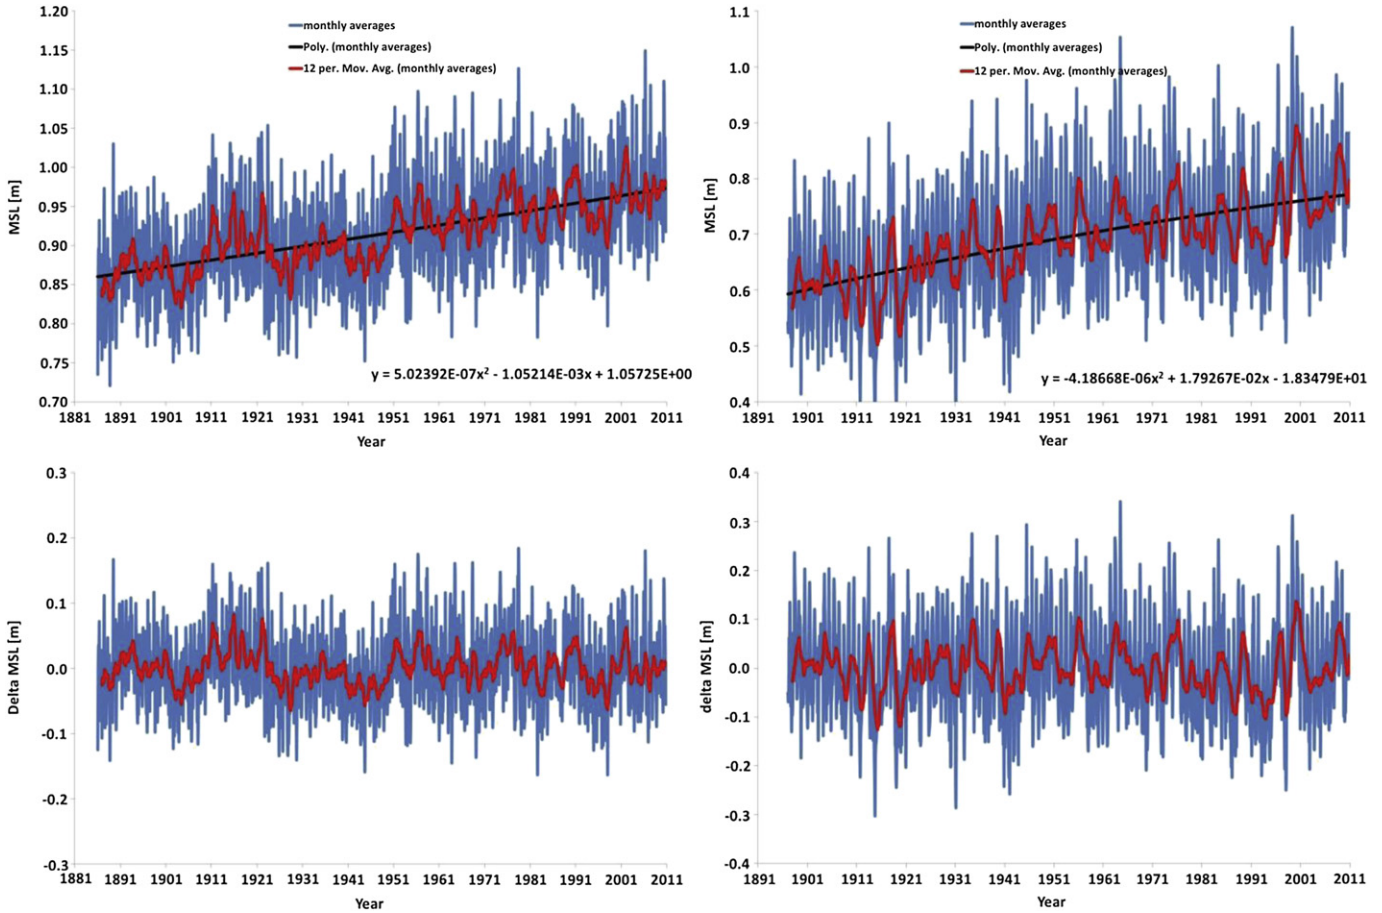 1.20
1.15
1.10
1.05
1.00
0.95
0.90
0.85
0.80
0.75
0.70
MSL [m]
monthly averages
Poly. (monthly averages)
12 per. Mov. Avg. (monthly averages)
y = 5.02392E-07x² - 1.05214E-03x + 1.05725E+00
1881 1891 1901 1911 1921 1931 1941 1951 1961 1971 1981 1991 2001 2011
Year
1.1
1.0
0.9
0.8
0.7
0.6
0.5
0.4
MSL [m]
monthly averages
Poly. (monthly averages)
12 per. Mov. Avg. (monthly averages)
y = -4.18668E-06x² + 1.79267E-02x - 1.83479E+01
1891 1901 1911 1921 1931 1941 1951 1961 1971 1981 1991 2001 2011
Year
0.3
0.2
0.1
0.0
-0.1
-0.2
-0.3
Delta MSL [m]
1881 1891 1901 1911 1921 1931 1941 1951 1961 1971 1981 1991 2001 2011
Year
0.4
0.3
0.2
0.1
0.0
-0.1
-0.2
-0.3
-0.4
delta MSL [m]
1891 1901 1911 1921 1931 1941 1951 1961 1971 1981 1991 2001 2011
Year